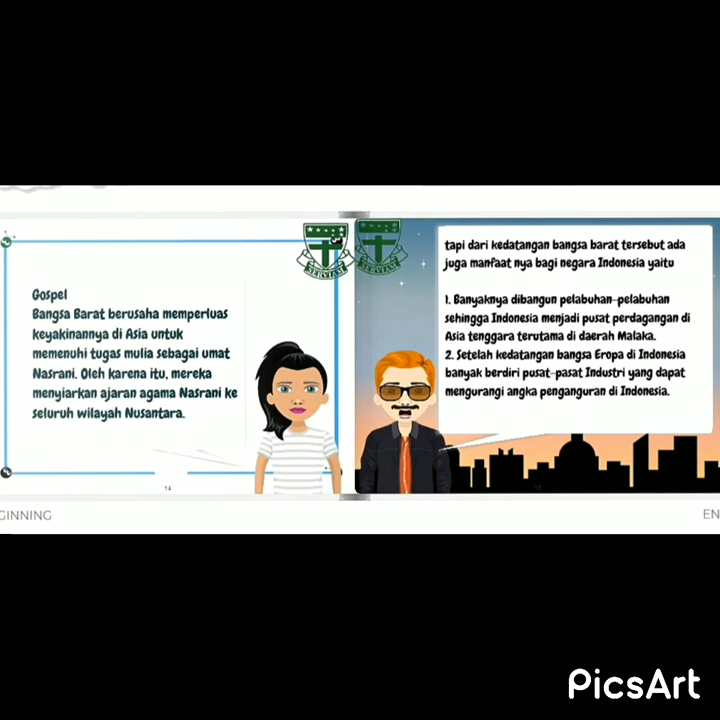 Gospel
Bangsa Barat berusaha memperluas
keyakinannya di Asia untuk
memenuhi tugas mulia sebagai umat
Nasrani. Oleh karena itu, mereka
menyiarkan ajaran agama Nasrani ke
seluruh wilayah Nusantara.
SERVIAM
14
SERVIAM
tapi dari kedatangan bangsa barat tersebut ada
juga manfaat nya bagi negara Indonesia yaitu
1. Banyaknya dibangun pelabuhan-pelabuhan
sehingga Indonesia menjadi pusat perdagangan di
Asia tenggara terutama di daerah Malaka.
2. Setelah kedatangan bangsa Eropa di Indonesia
banyak berdiri pusat-pasat Industri yang dapat
mengurangi angka penganguran di Indonesia.
GINNING
EN
PicsArt